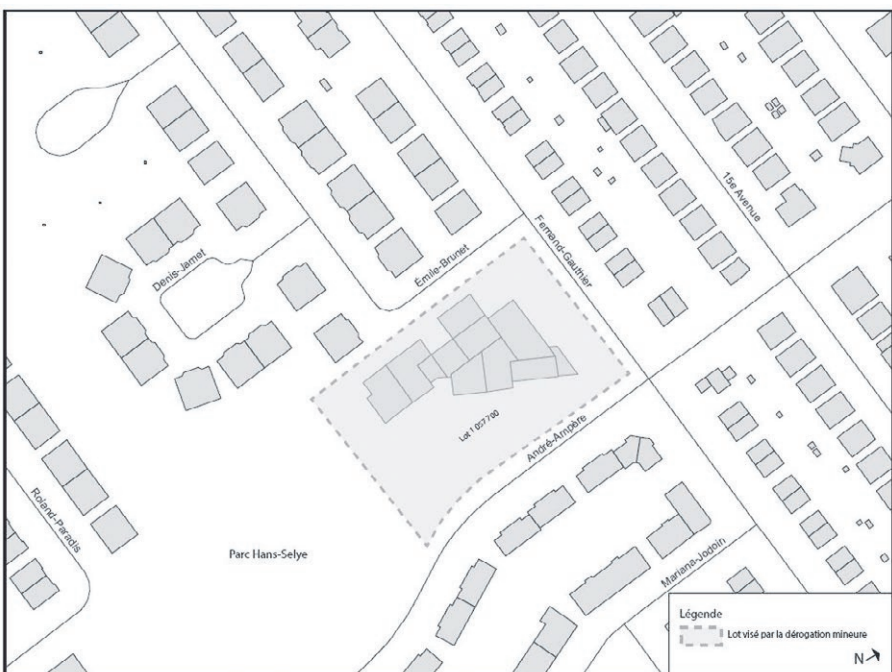 15e Avenue
Fernand-Gauthier
Émile-Brunet
Denis-Jamet
Lot 1 057 700
André-Ampère
Roland-Paradis
Parc Hans-Selye
Mariana-Jodoin
Légende
Lot visé par la dérogation mineure
N